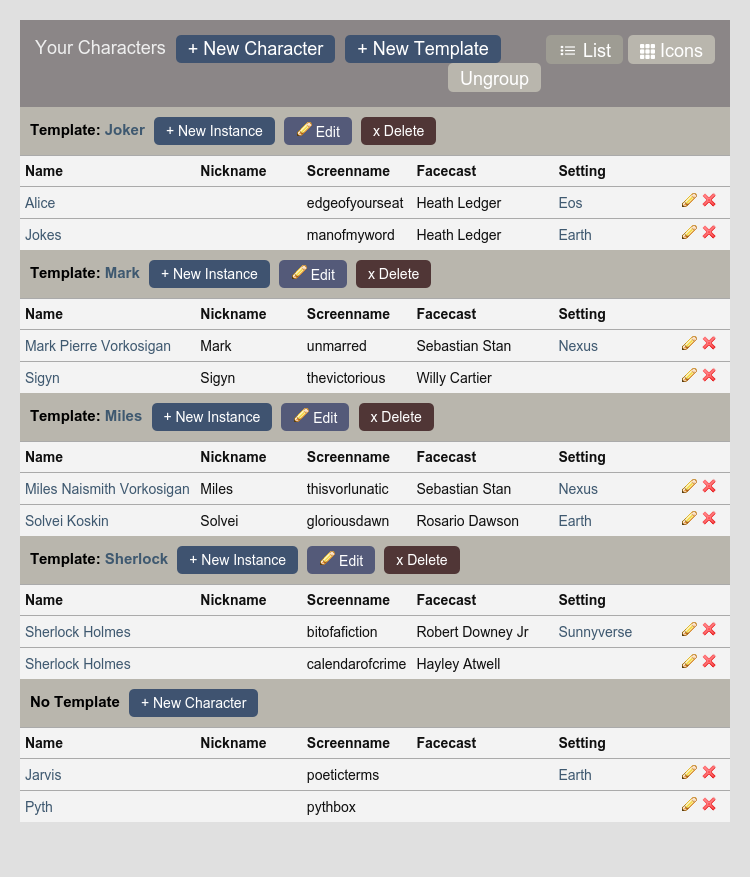 Your Characters + New Character + New Template List Icons
Ungroup
Template: Joker + New Instance Edit x Delete
Name Nickname Screenname Facecast Setting
Alice edgeofyourseat Heath Ledger Eos
Jokes manofmyword Heath Ledger Earth
Template: Mark + New Instance Edit x Delete
Name Nickname Screenname Facecast Setting
Mark Pierre Vorkosigan Mark unmarred Sebastian Stan Nexus
Sigyn Sigyn thevictorious Willy Cartier
Template: Miles + New Instance Edit x Delete
Name Nickname Screenname Facecast Setting
Miles Naismith Vorkosigan Miles thisvorlunatic Sebastian Stan Nexus
Solvei Koskin Solvei gloriousdawn Rosario Dawson Earth
Template: Sherlock + New Instance Edit x Delete
Name Nickname Screenname Facecast Setting
Sherlock Holmes bitofafiction Robert Downey Jr Sunnyverse
Sherlock Holmes calendarofcrime Hayley Atwell
No Template + New Character
Name Nickname Screenname Facecast Setting
Jarvis poeticterms Earth
Pyth pythbox